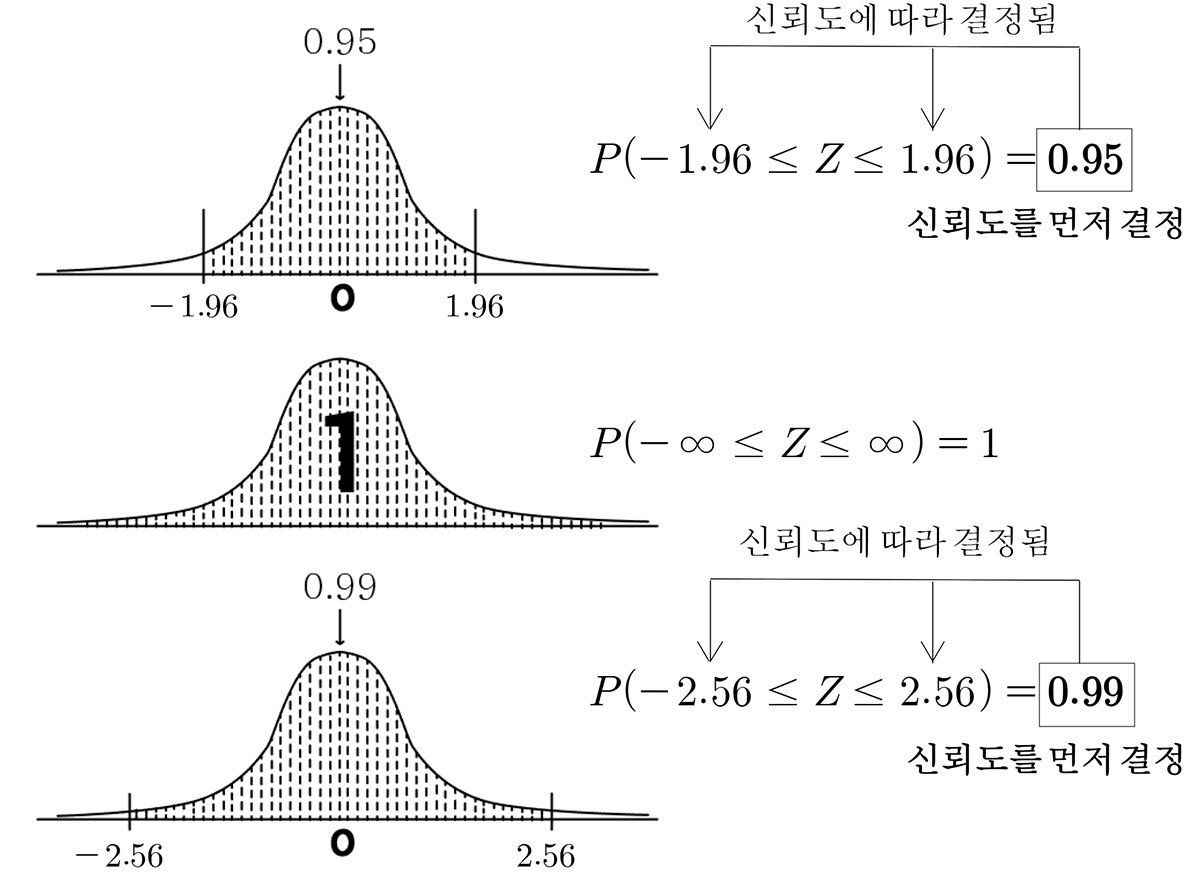 0.95
신뢰도에 따라 결정됨
P(−1.96 ≤ Z ≤ 1.96) = 0.95
신뢰도를 먼저 결정
−1.96 0 1.96
1
P(−∞ ≤ Z ≤ ∞) = 1
신뢰도에 따라 결정됨
0.99
P(−2.56 ≤ Z ≤ 2.56) = 0.99
신뢰도를 먼저 결정
−2.56 0 2.56